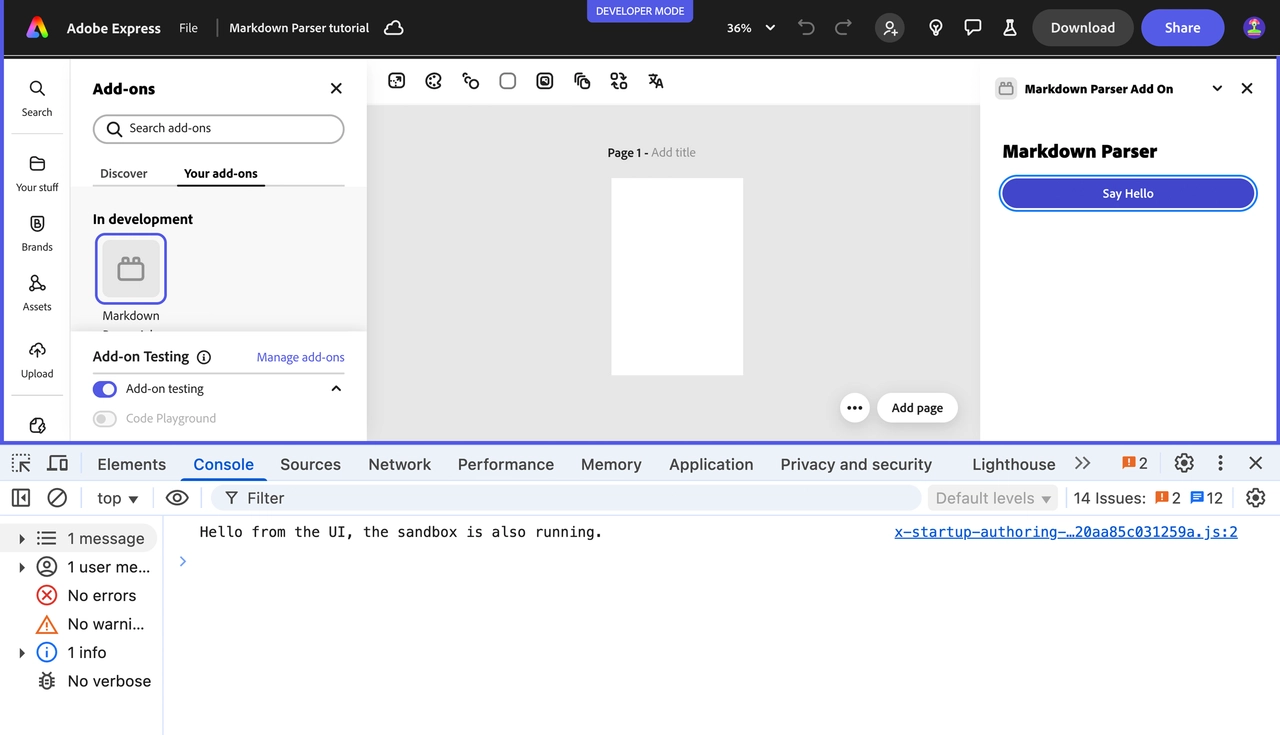 DEVELOPER MODE
Adobe Express File Markdown Parser tutorial 36% Download Share
Search
Your stuff
Brands
Assets
Upload
Add-ons
Search add-ons
Discover Your add-ons
In development
Markdown
Add-on Testing Manage add-ons
Add-on testing
Code Playground
Page 1 - Add title
Add page
Markdown Parser Add On
Markdown Parser
Say Hello
Elements Console Sources Network Performance Memory Application Privacy and security Lighthouse 2
top Filter Default levels 14 Issues: 2 12
1 message
1 user me...
No errors
No warni...
1 info
No verbose
Hello from the UI, the sandbox is also running. x-startup-authoring-…20aa85c031259a.js:2